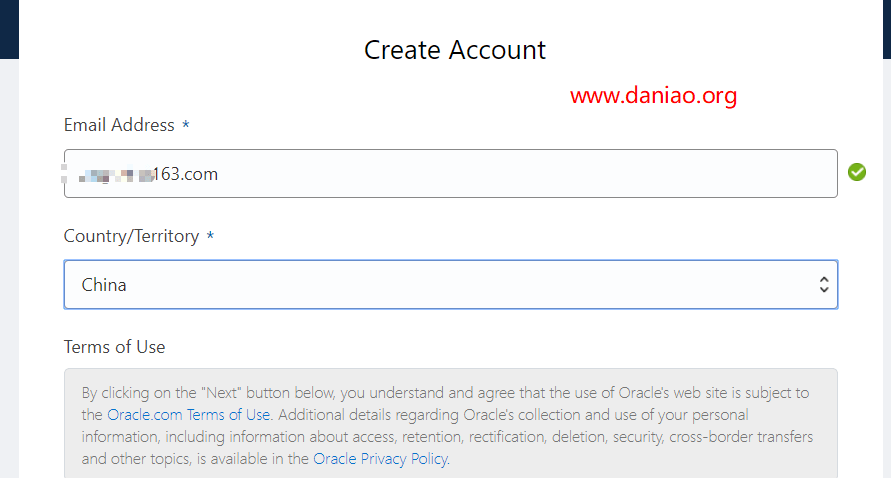 Create Account
www.daniao.org
Email Address *
163.com
Country/Territory *
China
Terms of Use
By clicking on the "Next" button below, you understand and agree that the use of Oracle's web site is subject to
the Oracle.com Terms of Use. Additional details regarding Oracle's collection and use of your personal
information, including information about access, retention, rectification, deletion, security, cross-border transfers
and other topics, is available in the Oracle Privacy Policy.